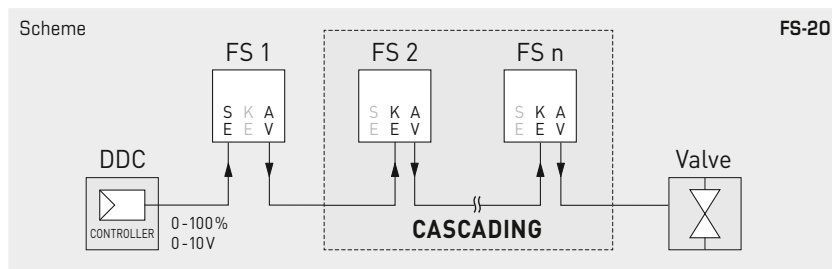 Scheme
FS-20
FS 1
FS 2
FS n
S K A
E E V
S K A
E E V
S K A
E E V
DDC
CONTROLLER
0-100%
0-10V
CASCADING
Valve